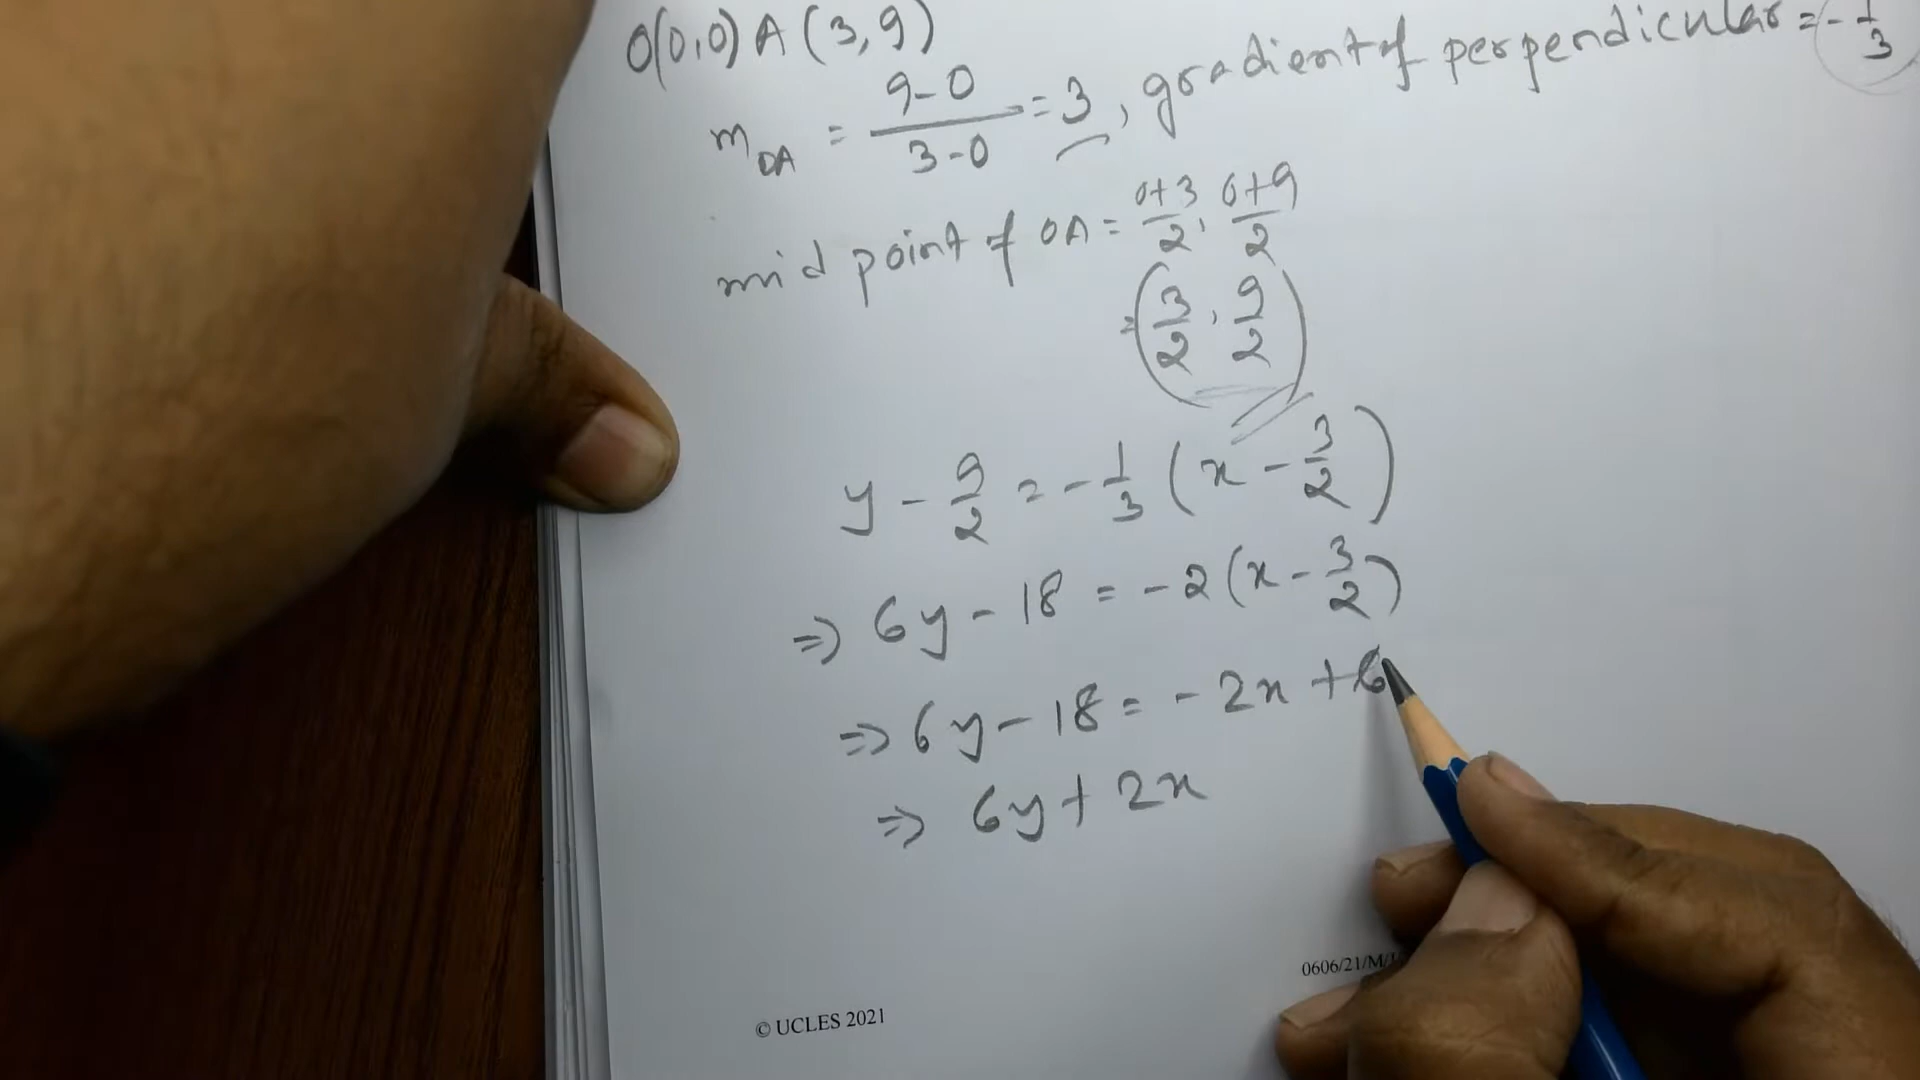 O(0,0) A(3,9)
m_OA = (9-0)/(3-0) = 3, gradient of perpendicular = -1/3
mid point of OA = (0+3)/2, (0+9)/2
= (3/2, 9/2)
y - 9/2 = -1/3 (x - 3/2)
⇒ 6y - 18 = -2(x - 3/2)
⇒ 6y - 18 = -2x + 6
⇒ 6y + 2x
0606/21/M/
© UCLES 2021